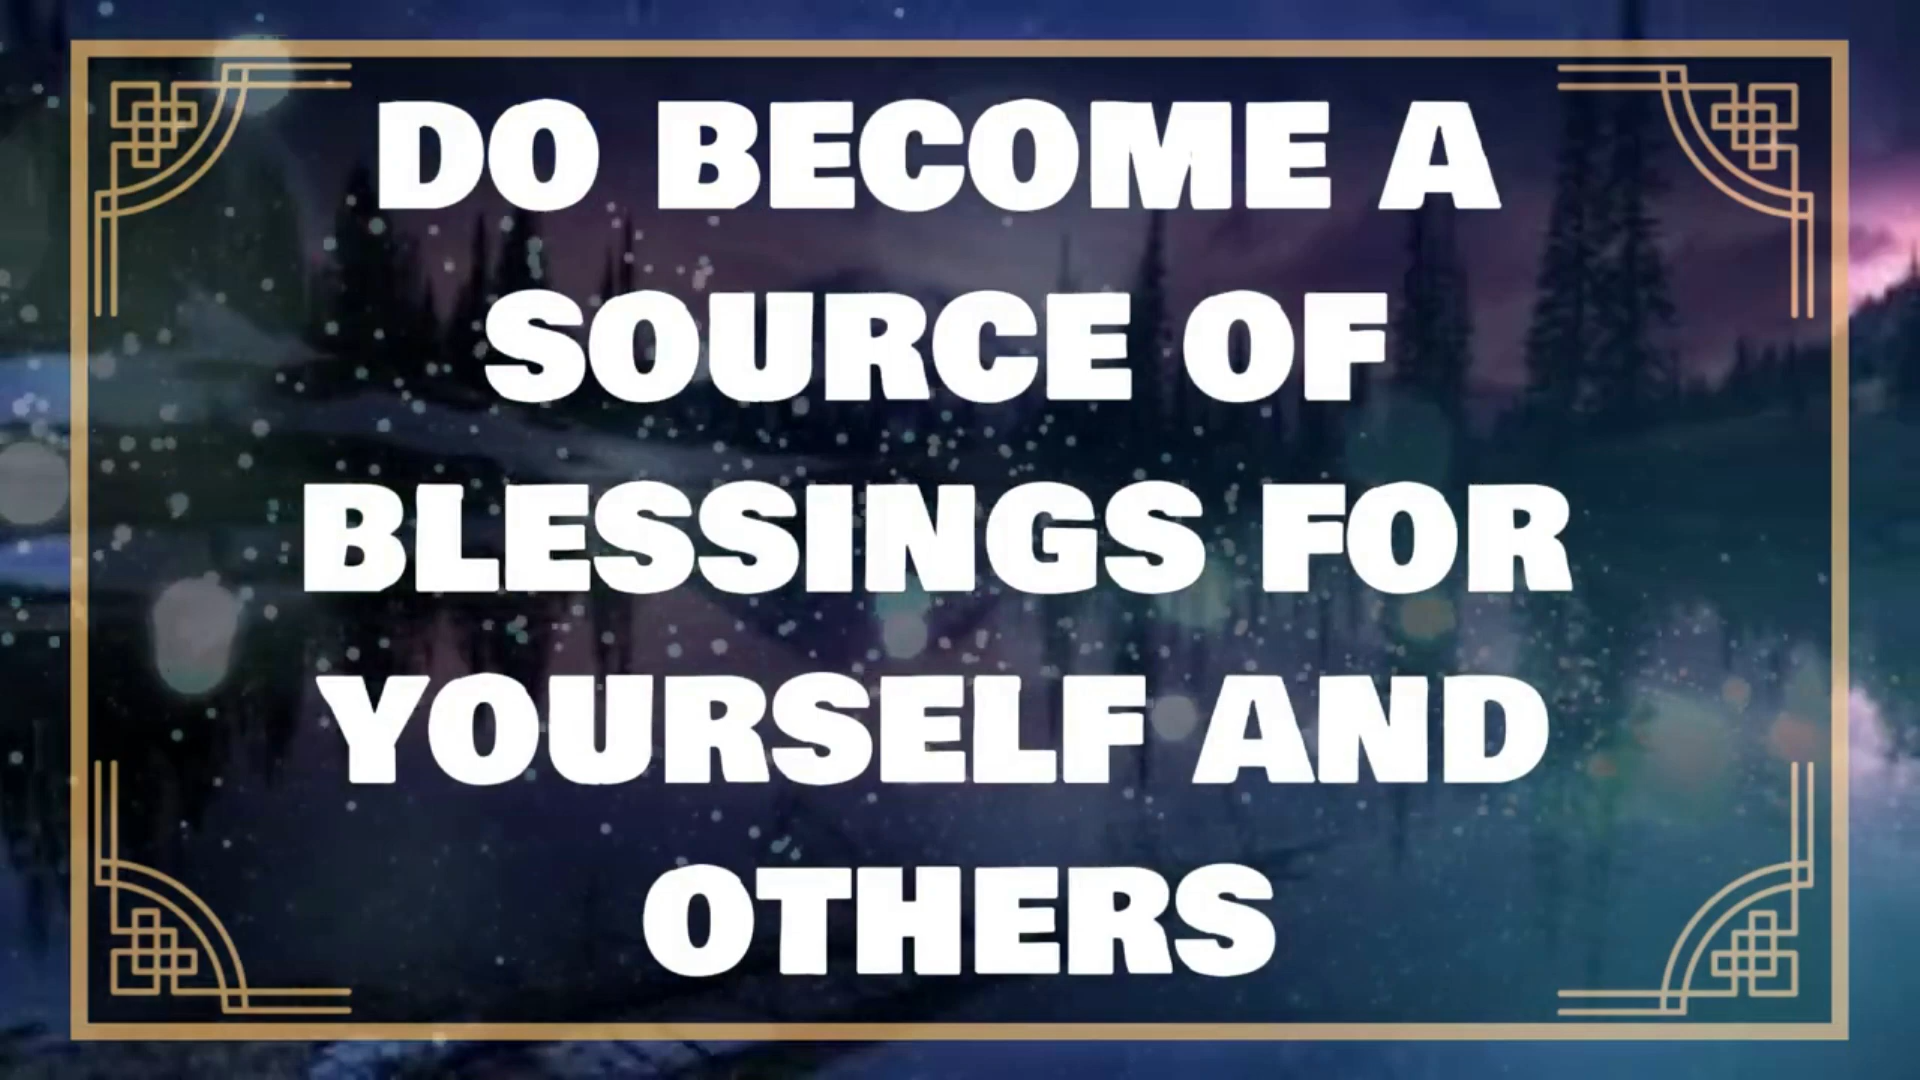 DO BECOME A
SOURCE OF
BLESSINGS FOR
YOURSELF AND
OTHERS